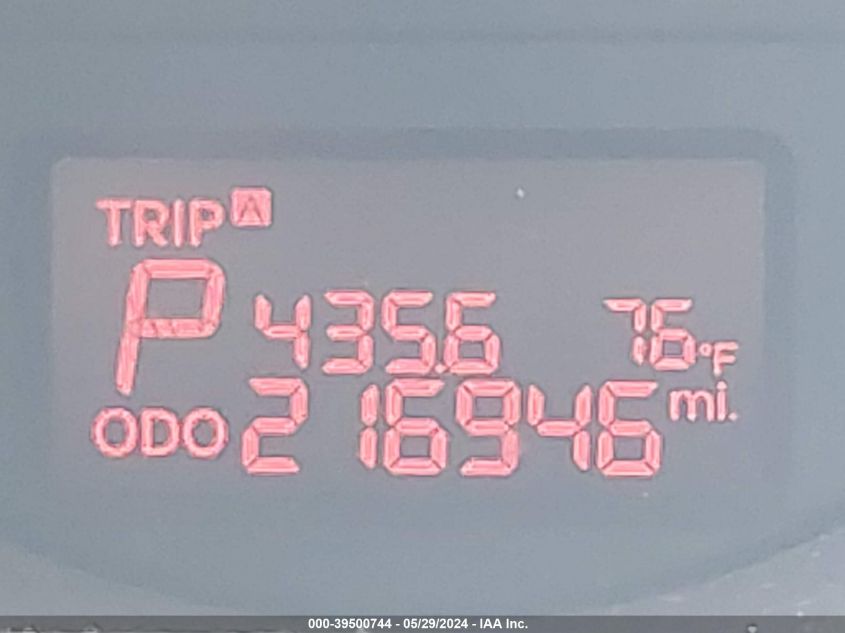 TRIP A
P 435.6 76°F
ODO 216946 mi.
000-39500744 - 05/29/2024 - IAA Inc.